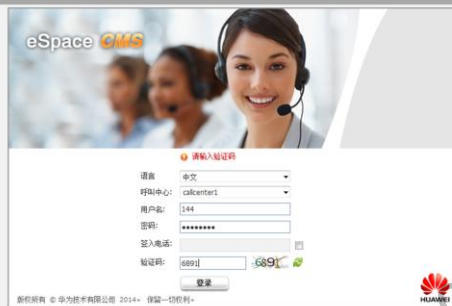 eSpace CMS
请输入验证码
语言 中文
呼叫中心: callcenter1
用户名: 144
密码: ••••••••
签入电话:
验证码: 6891 6891
登录
版权所有 © 华为技术有限公司 2014。 保留一切权利。
HUAWEI